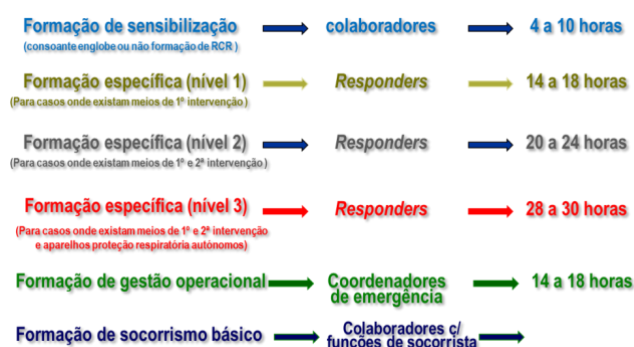 Formação de sensibilização colaboradores 4 a 10 horas
(consoante englobe ou não formação de RCR )
Formação específica (nível 1) Responders 14 a 18 horas
(Para casos onde existam meios de 1ª intervenção )
Formação específica (nível 2) Responders 20 a 24 horas
(Para casos onde existam meios de 1ª e 2ª intervenção )
Formação específica (nível 3) Responders 28 a 30 horas
(Para casos onde existam meios de 1ª e 2ª intervenção
e aparelhos proteção respiratória autónomos)
Formação de gestão operacional Coordenadores 14 a 18 horas
de emergência
Formação de socorrismo básico Colaboradores c/
funções de socorrista